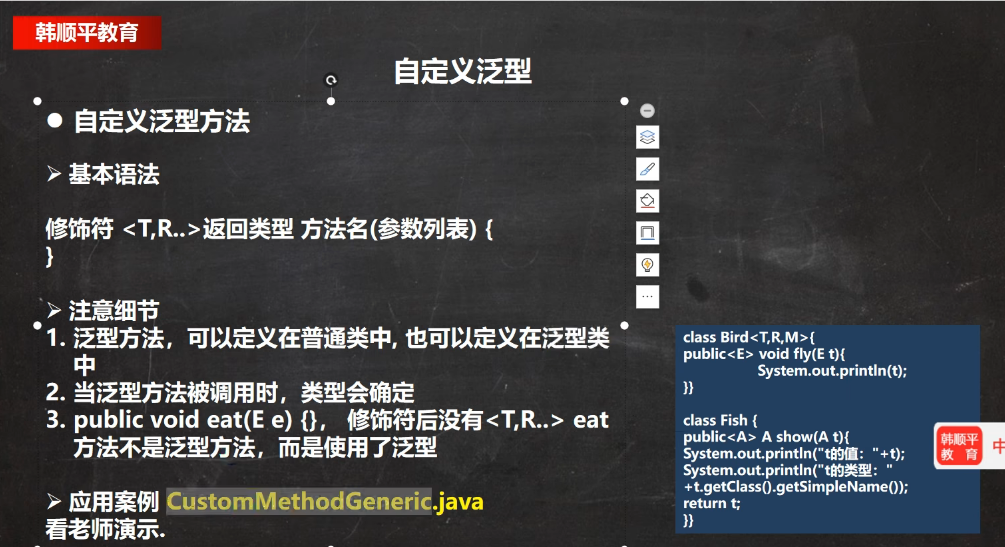 韩顺平教育
自定义泛型
● 自定义泛型方法
➢ 基本语法
修饰符 <T,R..>返回类型 方法名(参数列表) {
}
➢ 注意细节
1. 泛型方法，可以定义在普通类中, 也可以定义在泛型类
中
2. 当泛型方法被调用时，类型会确定
3. public void eat(E e) {}， 修饰符后没有<T,R..> eat
方法不是泛型方法，而是使用了泛型
➢ 应用案例 CustomMethodGeneric.java
看老师演示.
class Bird<T,R,M>{
public<E> void fly(E t){
System.out.println(t);
}}
class Fish {
public<A> A show(A t){
System.out.println("t的值："+t);
System.out.println("t的类型："
+t.getClass().getSimpleName());
return t;
}}
韩顺平
教 育
中